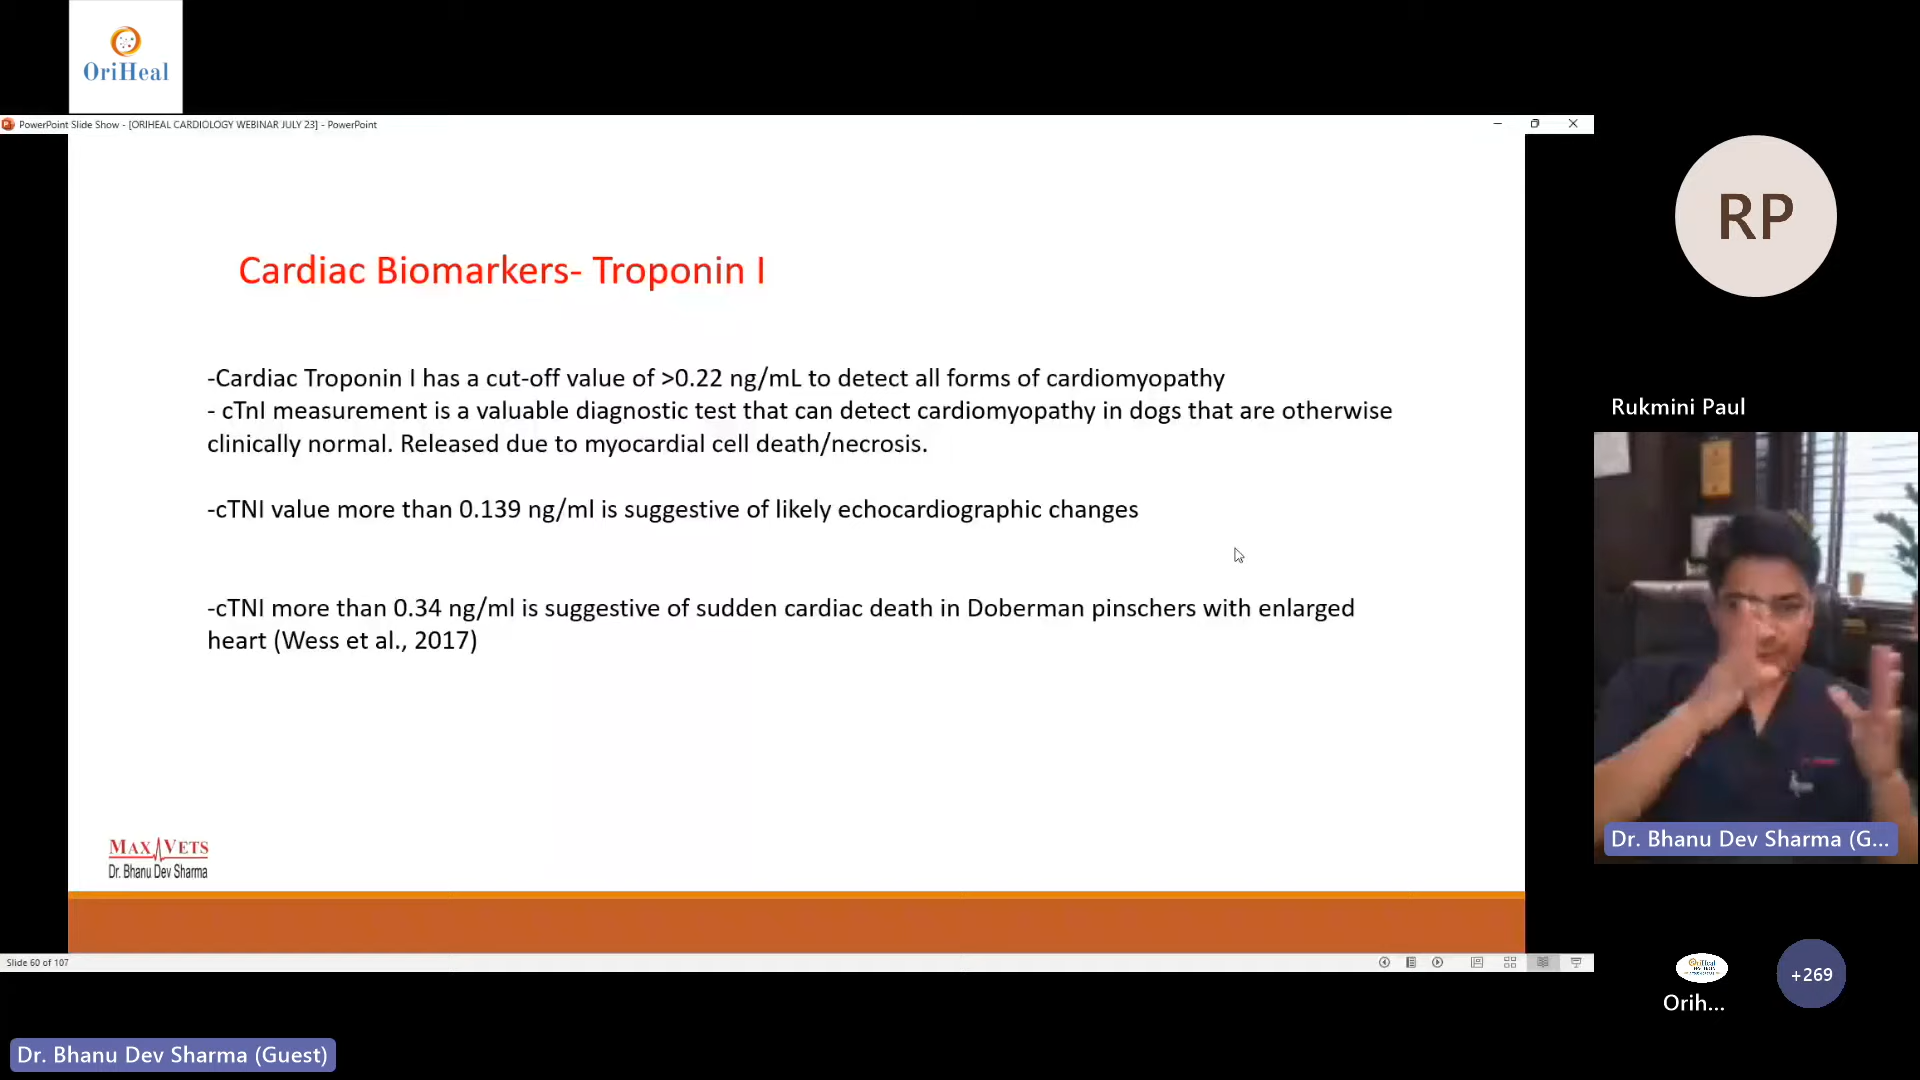 OriHeal
PowerPoint Slide Show - [ORIHEAL CARDIOLOGY WEBINAR JULY 23] - PowerPoint
Cardiac Biomarkers- Troponin I
-Cardiac Troponin I has a cut-off value of >0.22 ng/mL to detect all forms of cardiomyopathy
- cTnI measurement is a valuable diagnostic test that can detect cardiomyopathy in dogs that are otherwise
clinically normal. Released due to myocardial cell death/necrosis.
-cTNI value more than 0.139 ng/ml is suggestive of likely echocardiographic changes
-cTNI more than 0.34 ng/ml is suggestive of sudden cardiac death in Doberman pinschers with enlarged
heart (Wess et al., 2017)
MAX VETS
Dr. Bhanu Dev Sharma
Slide 60 of 107
RP
Rukmini Paul
Dr. Bhanu Dev Sharma (G...
OriHeal
Orih...
+269
Dr. Bhanu Dev Sharma (Guest)